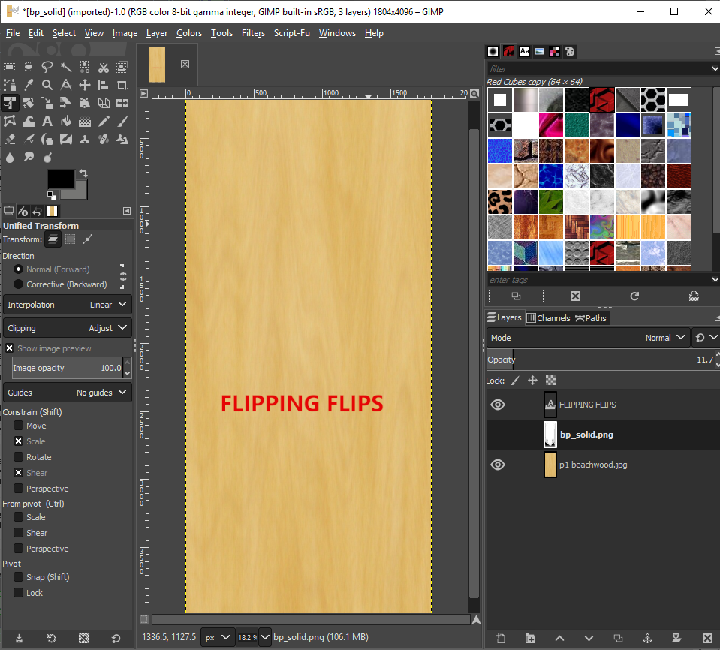 *[bp_solid] (imported)-1.0 (RGB color 8-bit gamma integer, GIMP built-in sRGB, 3 layers) 1804x4096 – GIMP
File Edit Select View Image Layer Colors Tools Filters Script-Fu Windows Help
filter
Red Cubes copy (64 × 64)
0 500 1000 1500 20
Unified Transform
Transform:
Direction
Normal (Forward)
Corrective (Backward)
Interpolation Linear
Clipping Adjust
Show image preview
Image opacity 100.0
Guides No guides
Constrain (Shift)
Move
Scale
Rotate
Shear
Perspective
From pivot (Ctrl)
Scale
Shear
Perspective
Pivot
Snap (Shift)
Lock
FLIPPING FLIPS
enter tags
Layers Channels Paths
Mode Normal
Opacity 11.7
Lock:
FLIPPING FLIPS
bp_solid.png
p1 beachwood.jpg
1336.5, 1127.5 px 18.2 % bp_solid.png (106.1 MB)